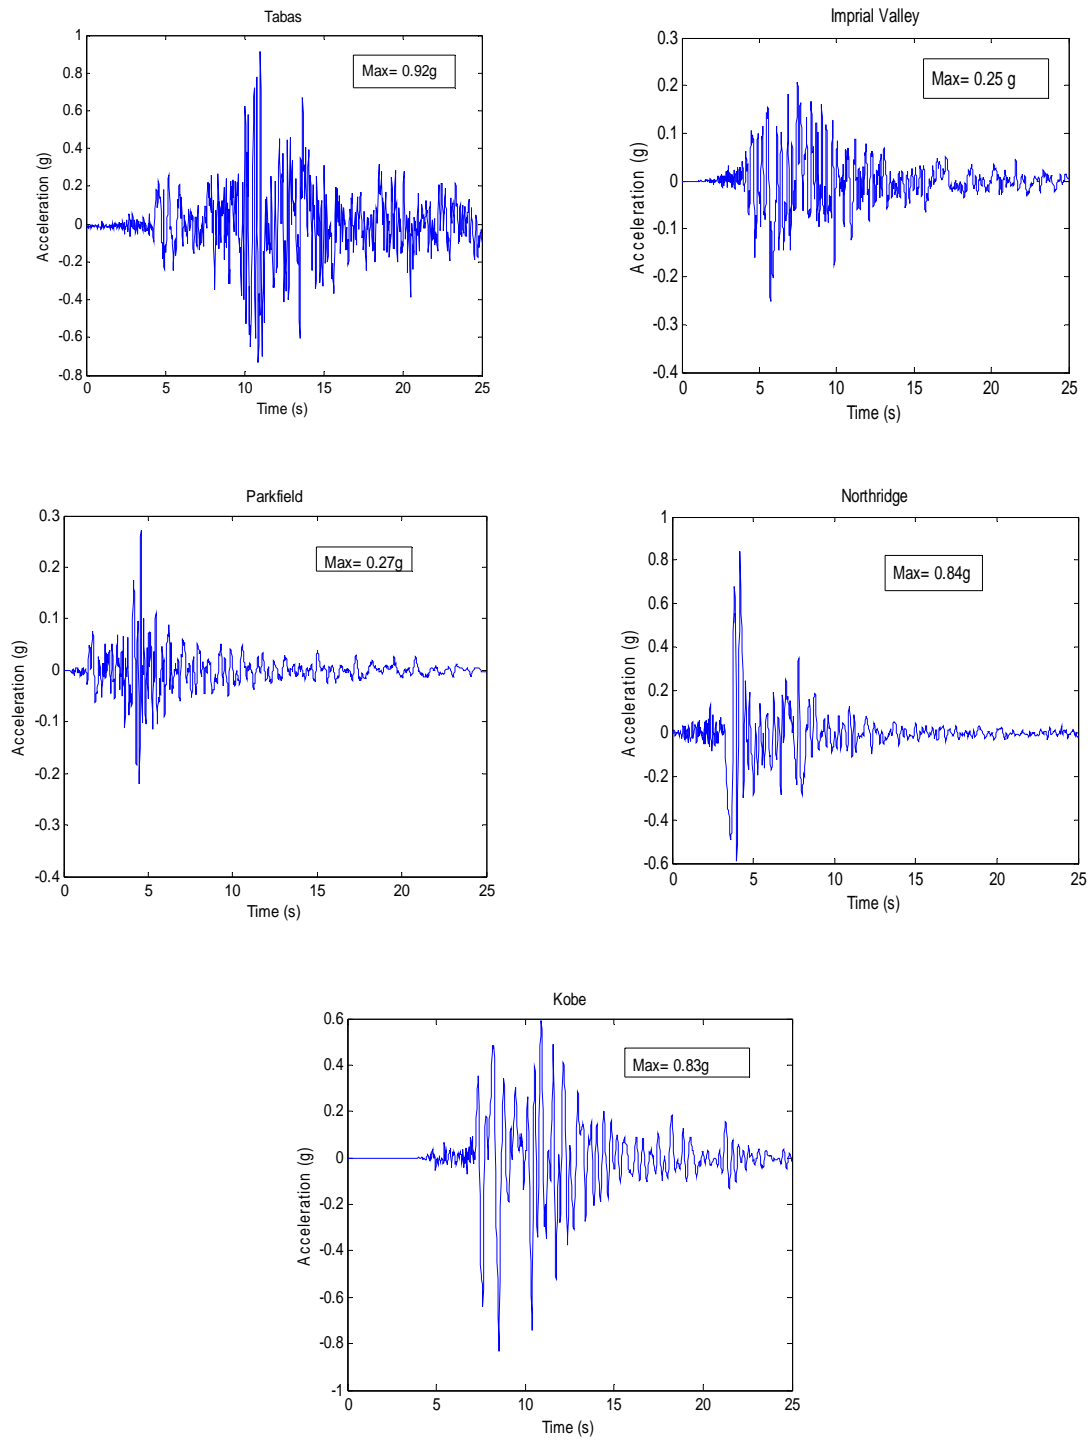 Tabas
1
0.8
0.6
0.4
0.2
0
-0.2
-0.4
-0.6
-0.8
Max= 0.92g
Acceleration (g)
0 5 10 15 20 25
Time (s)
Imprial Valley
0.3
0.2
0.1
0
-0.1
-0.2
-0.3
-0.4
Max= 0.25 g
Acceleration (g)
0 5 10 15 20 25
Time (s)
Parkfield
0.3
0.2
0.1
0
-0.1
-0.2
-0.3
-0.4
Max= 0.27g
Acceleration (g)
0 5 10 15 20 25
Time (s)
Northridge
1
0.8
0.6
0.4
0.2
0
-0.2
-0.4
-0.6
Max= 0.84g
Acceleration (g)
0 5 10 15 20 25
Time (s)
Kobe
0.6
0.4
0.2
0
-0.2
-0.4
-0.6
-0.8
-1
Max= 0.83g
Acceleration (g)
0 5 10 15 20 25
Time (s)